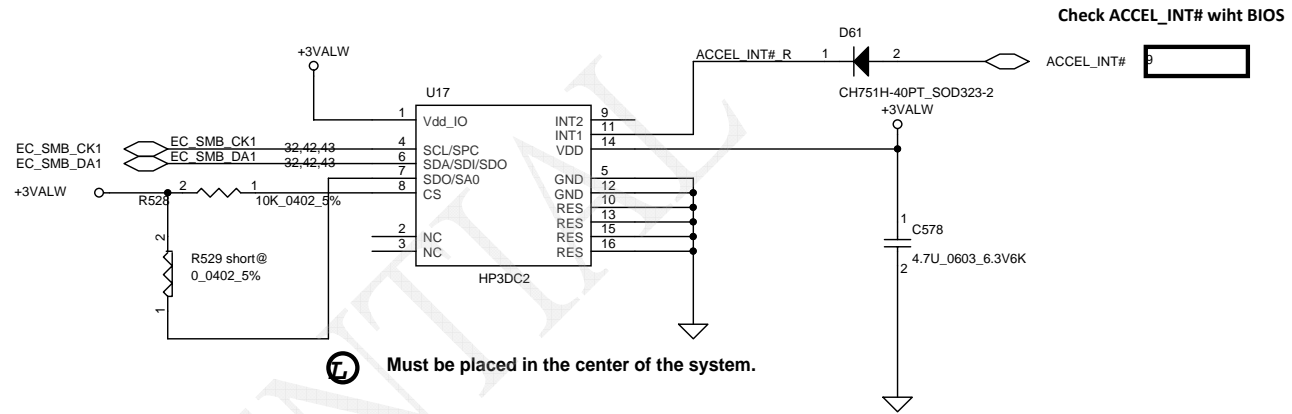 Check ACCEL_INT# wiht BIOS
D61
+3VALW
ACCEL_INT#_R 1 2 ACCEL_INT# 9
CH751H-40PT_SOD323-2
+3VALW
U17
1 Vdd_IO INT2 9
INT1 11
EC_SMB_CK1 EC_SMB_CK1 32,42,43 4 SCL/SPC VDD 14
EC_SMB_DA1 EC_SMB_DA1 32,42,43 6 SDA/SDI/SDO
7 SDO/SA0 GND 5
+3VALW 2 1 8 CS GND 12
R528 10K_0402_5%
RES 10
RES 13
2 NC RES 15
3 NC RES 16
HP3DC2
2
R529 short@
0_0402_5%
1
1
C578
4.7U_0603_6.3V6K
2
L Must be placed in the center of the system.
NTIAL